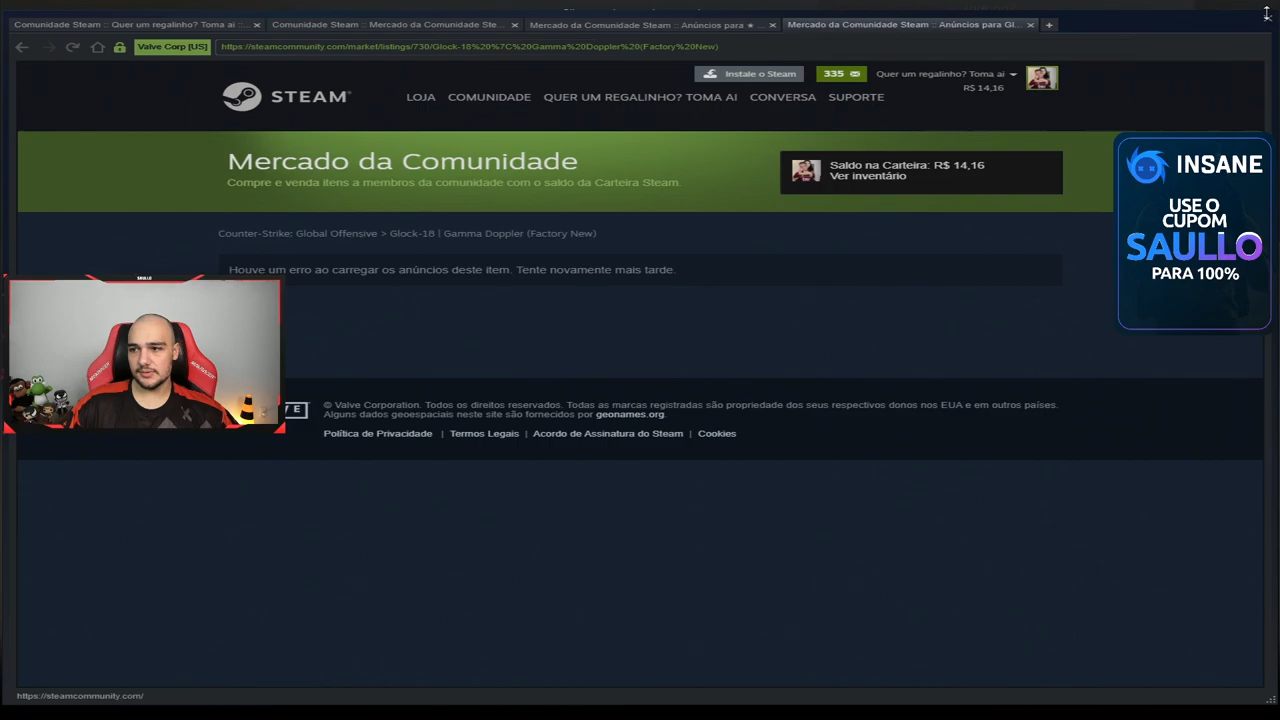 Comunidade Steam :: Quer um regalinho? Toma ai :: ...
Comunidade Steam :: Mercado da Comunidade Ste...
Mercado da Comunidade Steam :: Anúncios para ★ ...
Mercado da Comunidade Steam :: Anúncios para Gl...
Valve Corp [US]
https://steamcommunity.com/market/listings/730/Glock-18%20%7C%20Gamma%20Doppler%20(Factory%20New)
Instale o Steam
335
Quer um regalinho? Toma ai
R$ 14,16
STEAM
LOJA COMUNIDADE QUER UM REGALINHO? TOMA AI CONVERSA SUPORTE
Mercado da Comunidade
Compre e venda itens a membros da comunidade com o saldo da Carteira Steam.
Saldo na Carteira: R$ 14,16
Ver inventário
INSANE
USE O
CUPOM
SAULLO
PARA 100%
Counter-Strike: Global Offensive > Glock-18 | Gamma Doppler (Factory New)
Houve um erro ao carregar os anúncios deste item. Tente novamente mais tarde.
SAULLO
VE
© Valve Corporation. Todos os direitos reservados. Todas as marcas registradas são propriedade dos seus respectivos donos nos EUA e em outros países.
Alguns dados geoespaciais neste site são fornecidos por geonames.org.
Política de Privacidade | Termos Legais | Acordo de Assinatura do Steam | Cookies
https://steamcommunity.com/